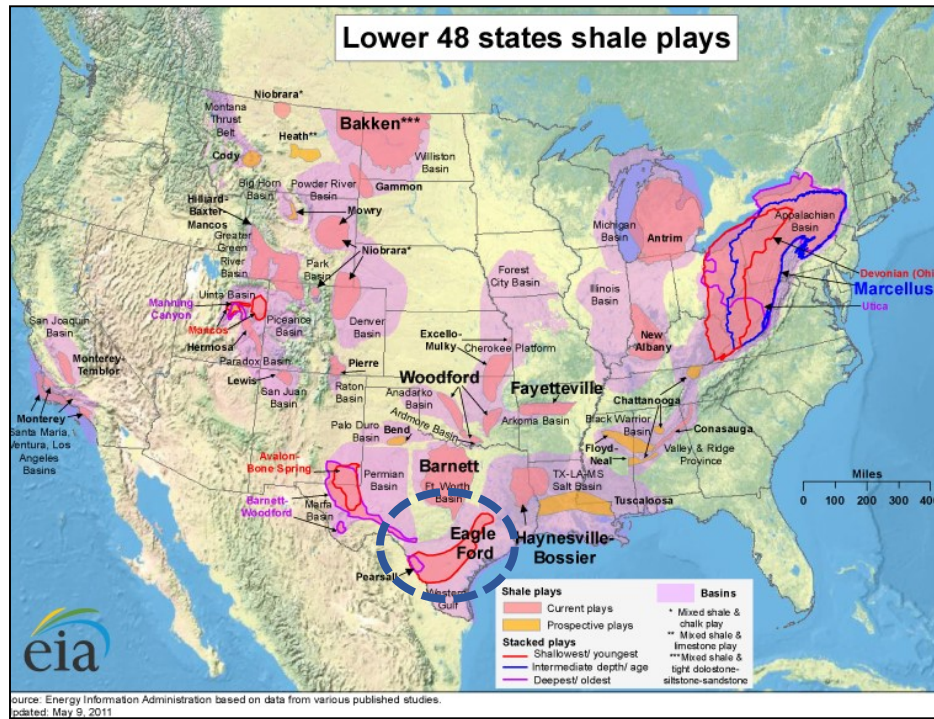 Lower 48 states shale plays
Niobrara*
Montana
Thrust
Belt
Heath**
Cody
Bakken***
Williston
Basin
Big Horn
Basin
Powder River
Basin
Gammon
Hilliard-
Baxter-
Mancos
Mowry
Greater
Green
River
Basin
Niobrara*
Park
Basin
Michigan
Basin
Antrim
Appalachian
Basin
Devonian (Ohi
Marcellus
Utica
Manning
Canyon
Uinta Basin
Mancos
Piceance
Basin
Hermosa
Paradox Basin
Lewis
San Juan
Basin
Denver
Basin
Pierre
Raton
Basin
Forest
City Basin
Excello-
Mulky
Cherokee Platform
Illinois
Basin
New
Albany
San Joaquin
Basin
Monterey-
Temblor
Monterey
Santa Maria,
Ventura, Los
Angeles
Basins
Woodford
Anadarko
Basin
Ardmore Basin
Palo Duro
Basin
Bend
Fayetteville
Arkoma Basin
Chattanooga
Black Warrior
Basin
Conasauga
Floyd-
Neal
Valley & Ridge
Province
Avalon-
Bone Spring
Permian
Basin
Barnett-
Woodford
Marfa
Basin
Barnett
Ft. Worth
Basin
TX-LA-MS
Salt Basin
Tuscaloosa
Haynesville-
Bossier
Eagle
Ford
Pearsall
Western
Gulf
Miles
0 100 200 300 400
Shale plays
Current plays
Prospective plays
Stacked plays
Shallowest/ youngest
Intermediate depth/ age
Deepest/ oldest
Basins
* Mixed shale &
chalk play
** Mixed shale &
limestone play
***Mixed shale &
tight dolostone-
siltstone-sandstone
eia
ource: Energy Information Administration based on data from various published studies.
pdated: May 9, 2011